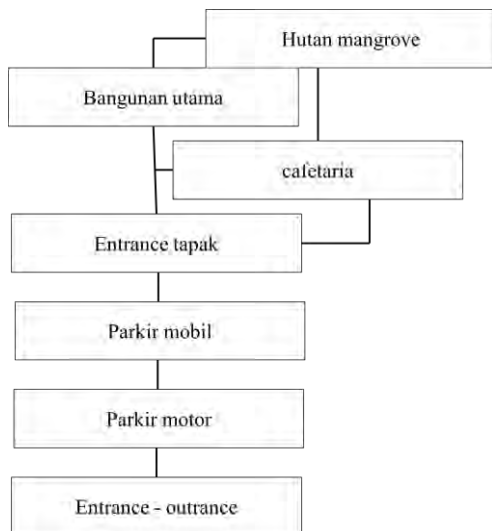 Hutan mangrove
Bangunan utama
cafetaria
Entrance tapak
Parkir mobil
Parkir motor
Entrance - outrance